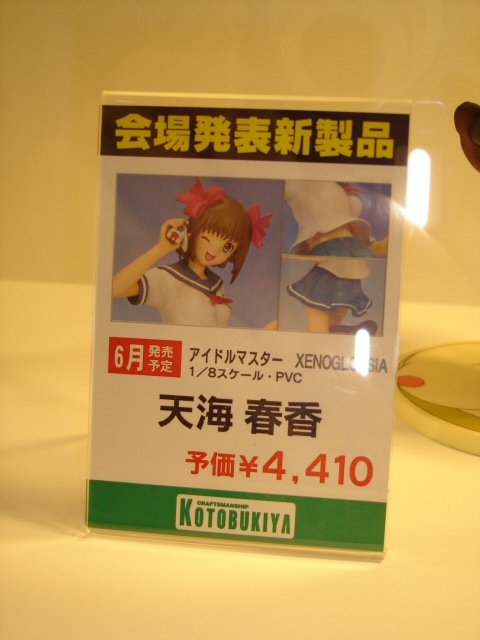 会場発表新製品
6月 発売予定
アイドルマスター XENOGLOSSIA
1/8スケール・PVC
天海 春香
予価¥4,410
CRAFTSMANSHIP
KOTOBUKIYA